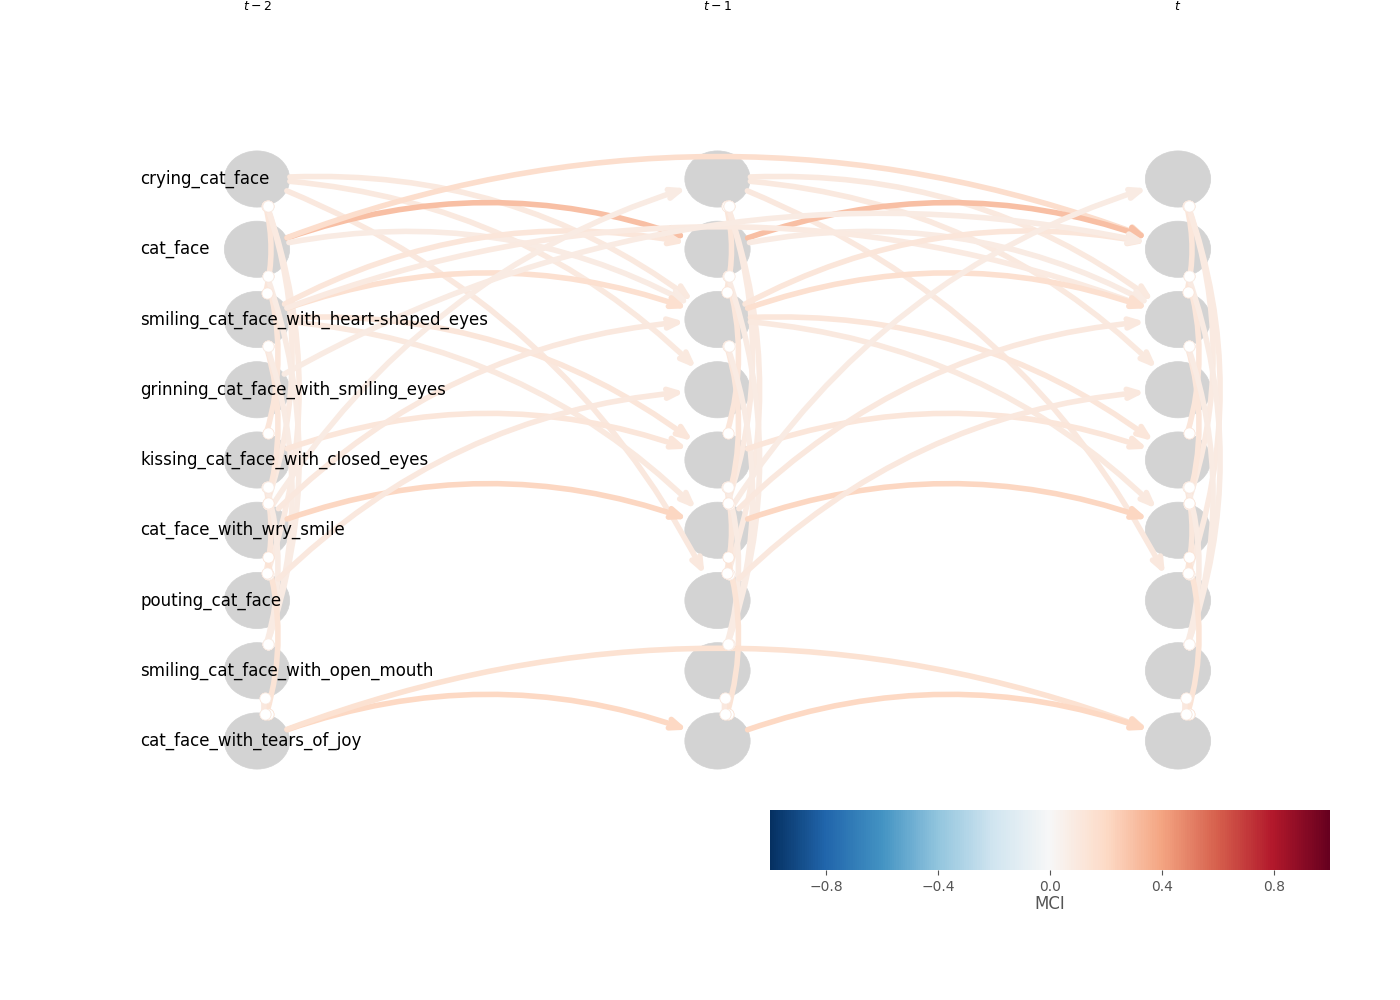 t − 2
t − 1
t
crying_cat_face
cat_face
smiling_cat_face_with_heart-shaped_eyes
grinning_cat_face_with_smiling_eyes
kissing_cat_face_with_closed_eyes
cat_face_with_wry_smile
pouting_cat_face
smiling_cat_face_with_open_mouth
cat_face_with_tears_of_joy
−0.8
−0.4
0.0
0.4
0.8
MCI